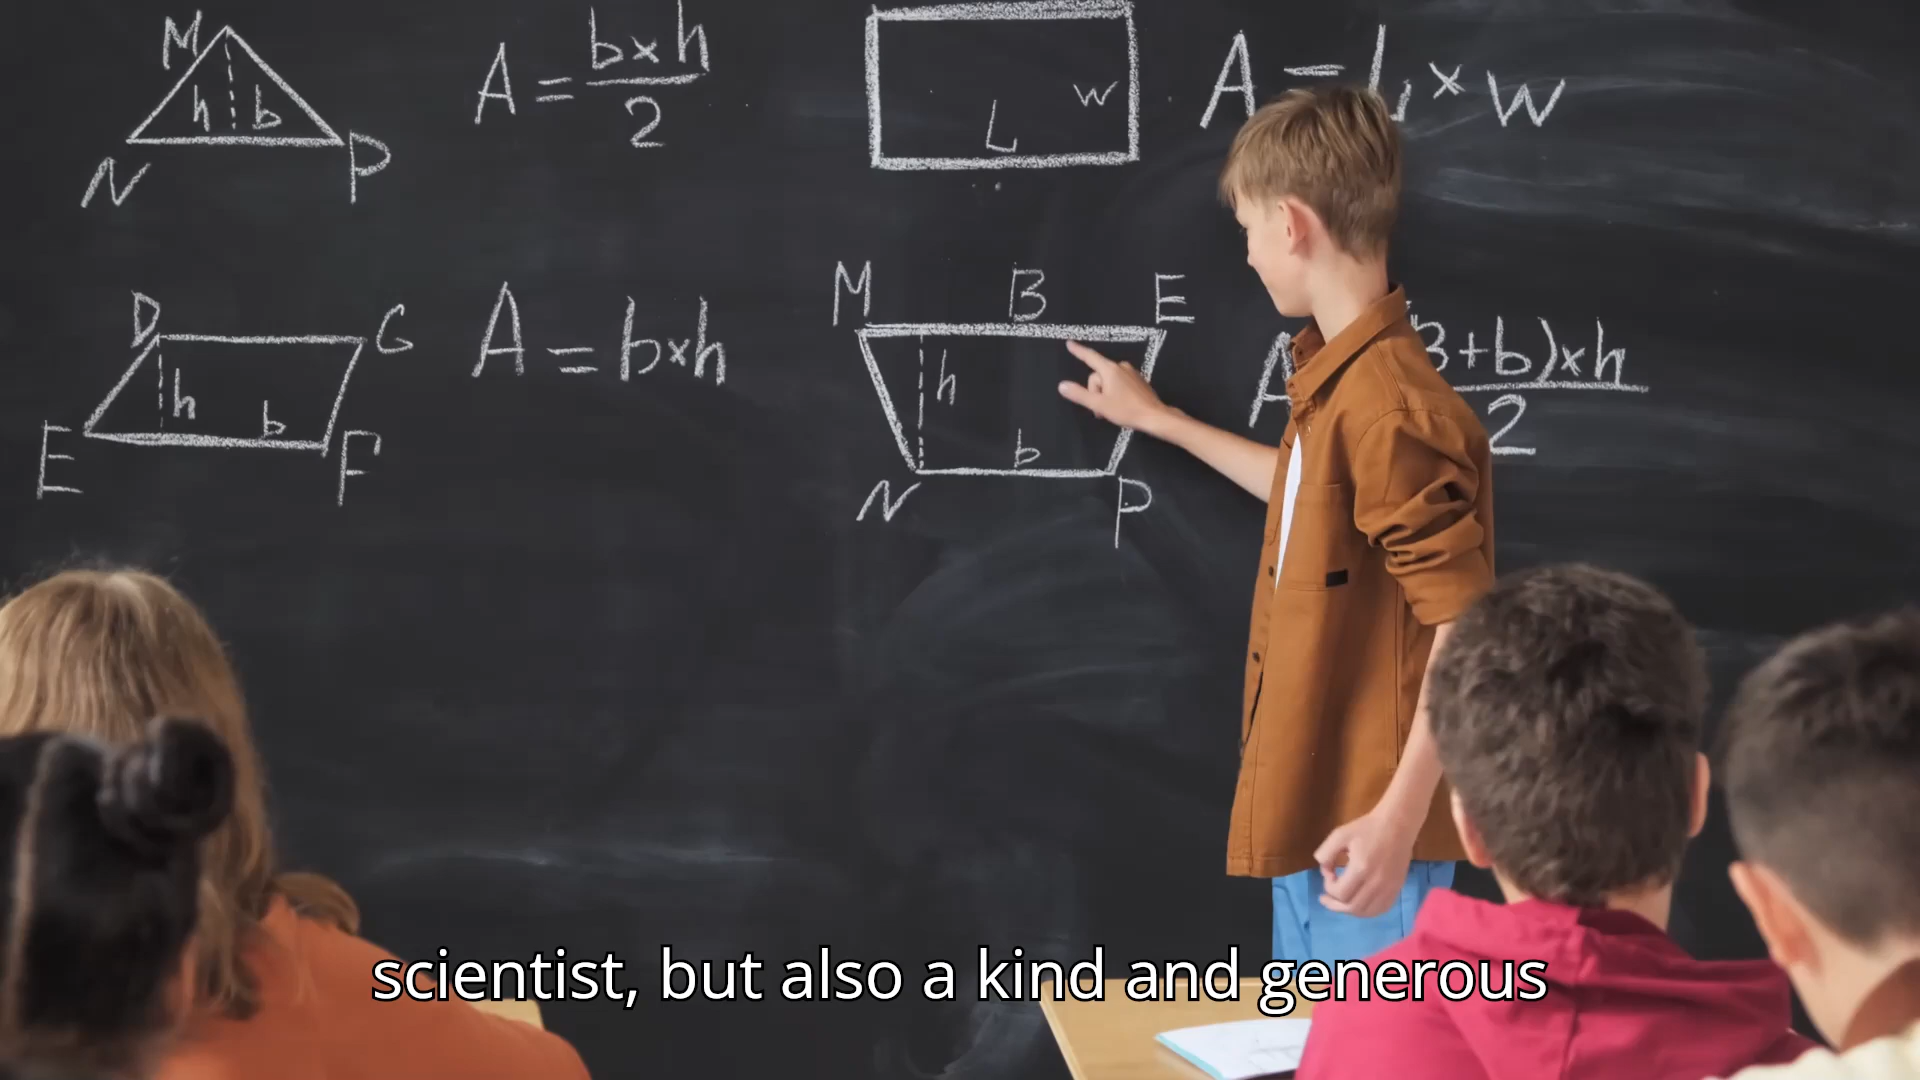 M
h b
N P
A = b×h
2
L w
A = L × w
D G
h b
E F
A = b×h
M B E
h
b
N P
A (B+b)×h
2
scientist, but also a kind and generous